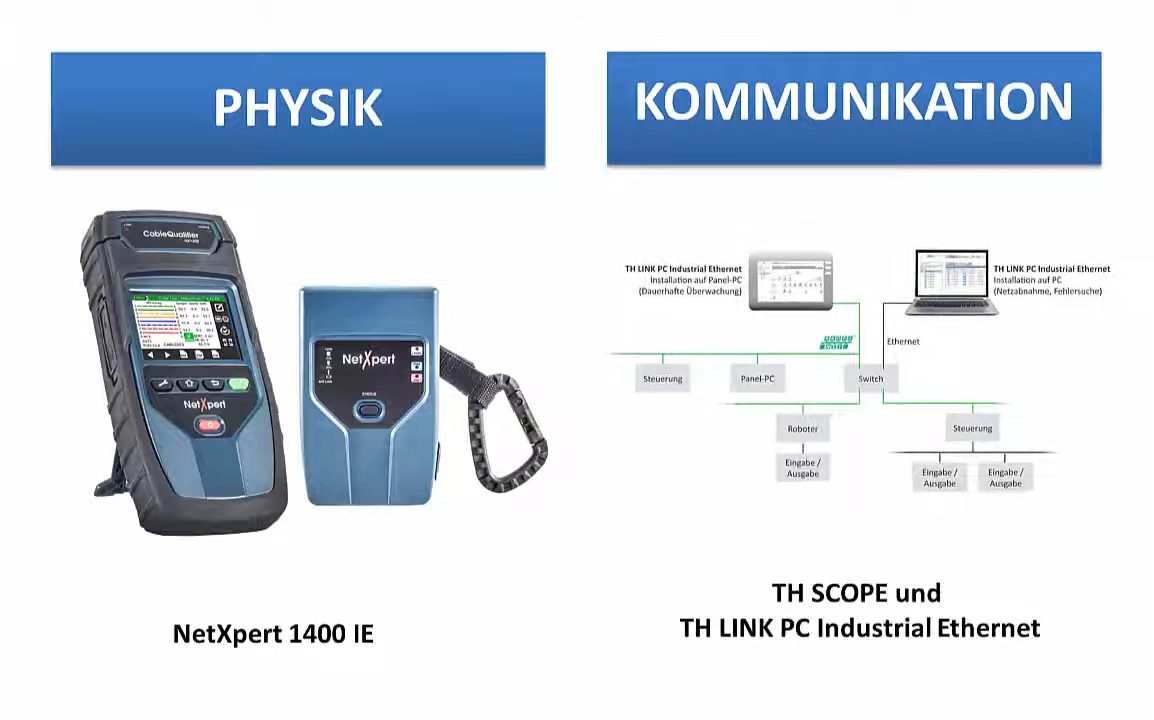 PHYSIK
KOMMUNIKATION
CableQualifier
NetXpert
NetXpert
STATUS
TH LINK PC Industrial Ethernet
Installation auf Panel-PC
(Dauerhafte Überwachung)
TH LINK PC Industrial Ethernet
Installation auf PC
(Netzabnahme, Fehlersuche)
Ethernet
Steuerung
Panel-PC
Switch
Roboter
Steuerung
Eingabe /
Ausgabe
Eingabe /
Ausgabe
Eingabe /
Ausgabe
NetXpert 1400 IE
TH SCOPE und
TH LINK PC Industrial Ethernet